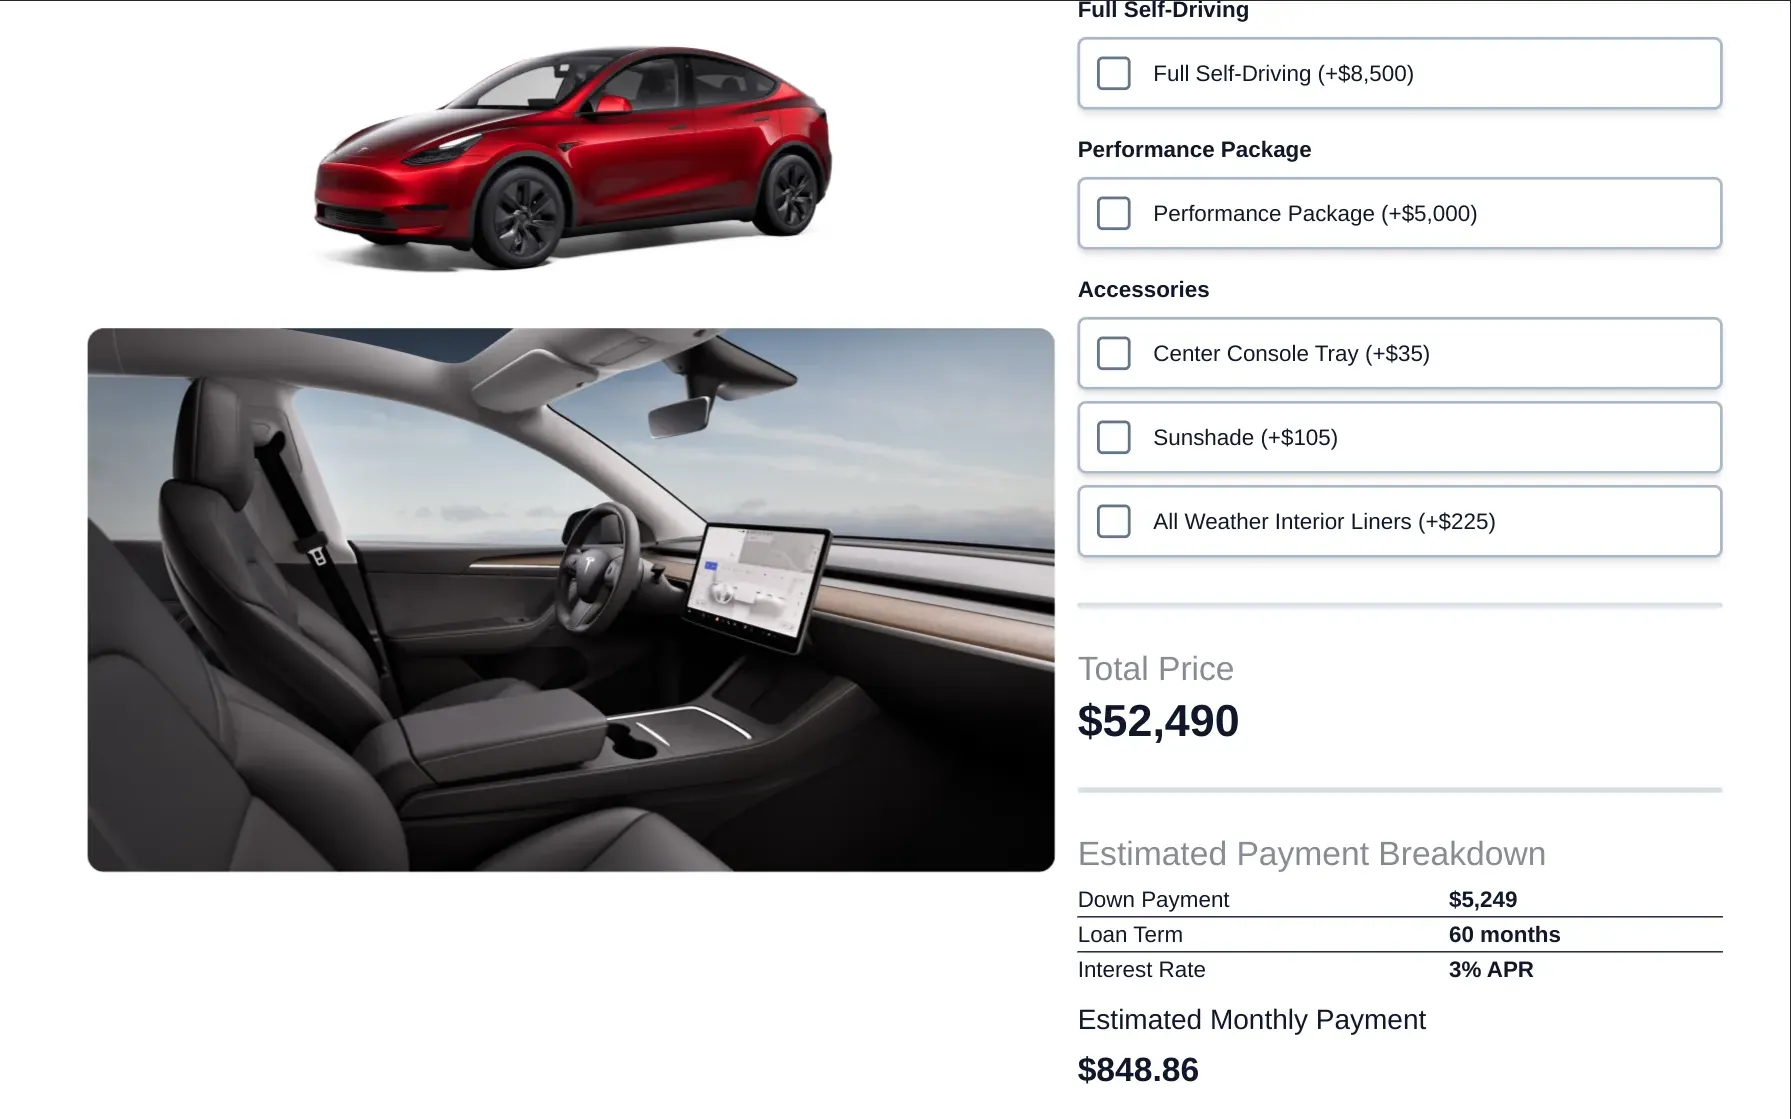 Full Self-Driving
Full Self-Driving (+$8,500)
Performance Package
Performance Package (+$5,000)
Accessories
Center Console Tray (+$35)
Sunshade (+$105)
All Weather Interior Liners (+$225)
Total Price
$52,490
Estimated Payment Breakdown
Down Payment $5,249
Loan Term 60 months
Interest Rate 3% APR
Estimated Monthly Payment
$848.86